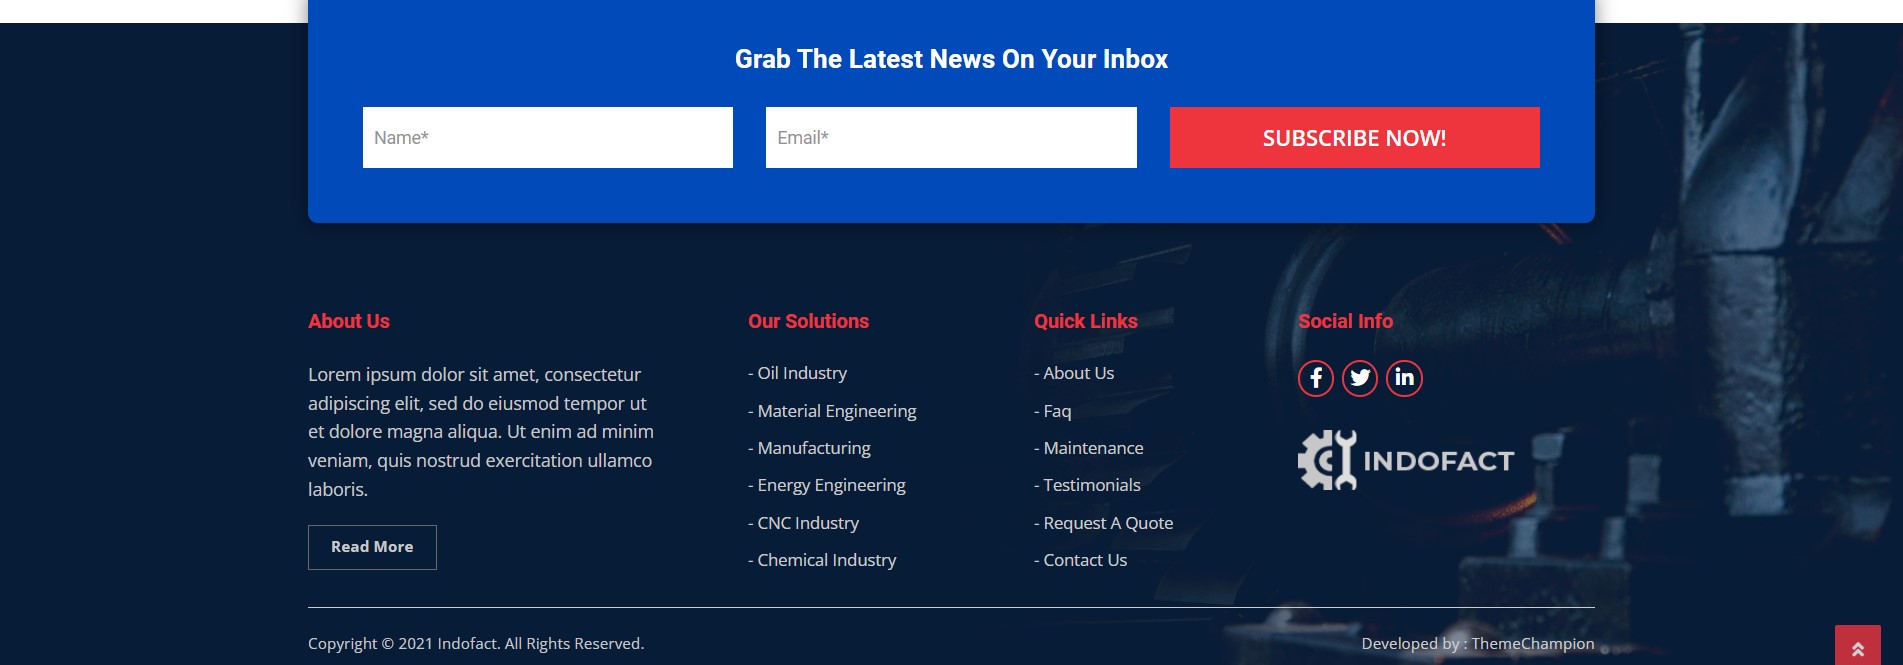 Grab The Latest News On Your Inbox
Name*
Email*
SUBSCRIBE NOW!
About Us
Lorem ipsum dolor sit amet, consectetur
adipiscing elit, sed do eiusmod tempor ut
et dolore magna aliqua. Ut enim ad minim
veniam, quis nostrud exercitation ullamco
laboris.
Read More
Our Solutions
- Oil Industry
- Material Engineering
- Manufacturing
- Energy Engineering
- CNC Industry
- Chemical Industry
Quick Links
- About Us
- Faq
- Maintenance
- Testimonials
- Request A Quote
- Contact Us
Social Info
INDOFACT
Copyright © 2021 Indofact. All Rights Reserved.
Developed by : ThemeChampion